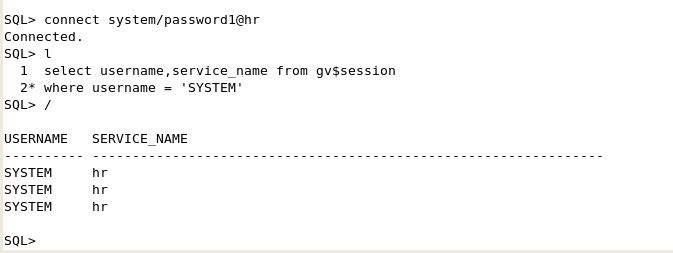 SQL> connect system/password1@hr
Connected.
SQL> l
  1  select username,service_name from gv$session
  2* where username = 'SYSTEM'
SQL> /
USERNAME   SERVICE_NAME
---------- ----------------------------------------------------------------
SYSTEM     hr
SYSTEM     hr
SYSTEM     hr
SQL>